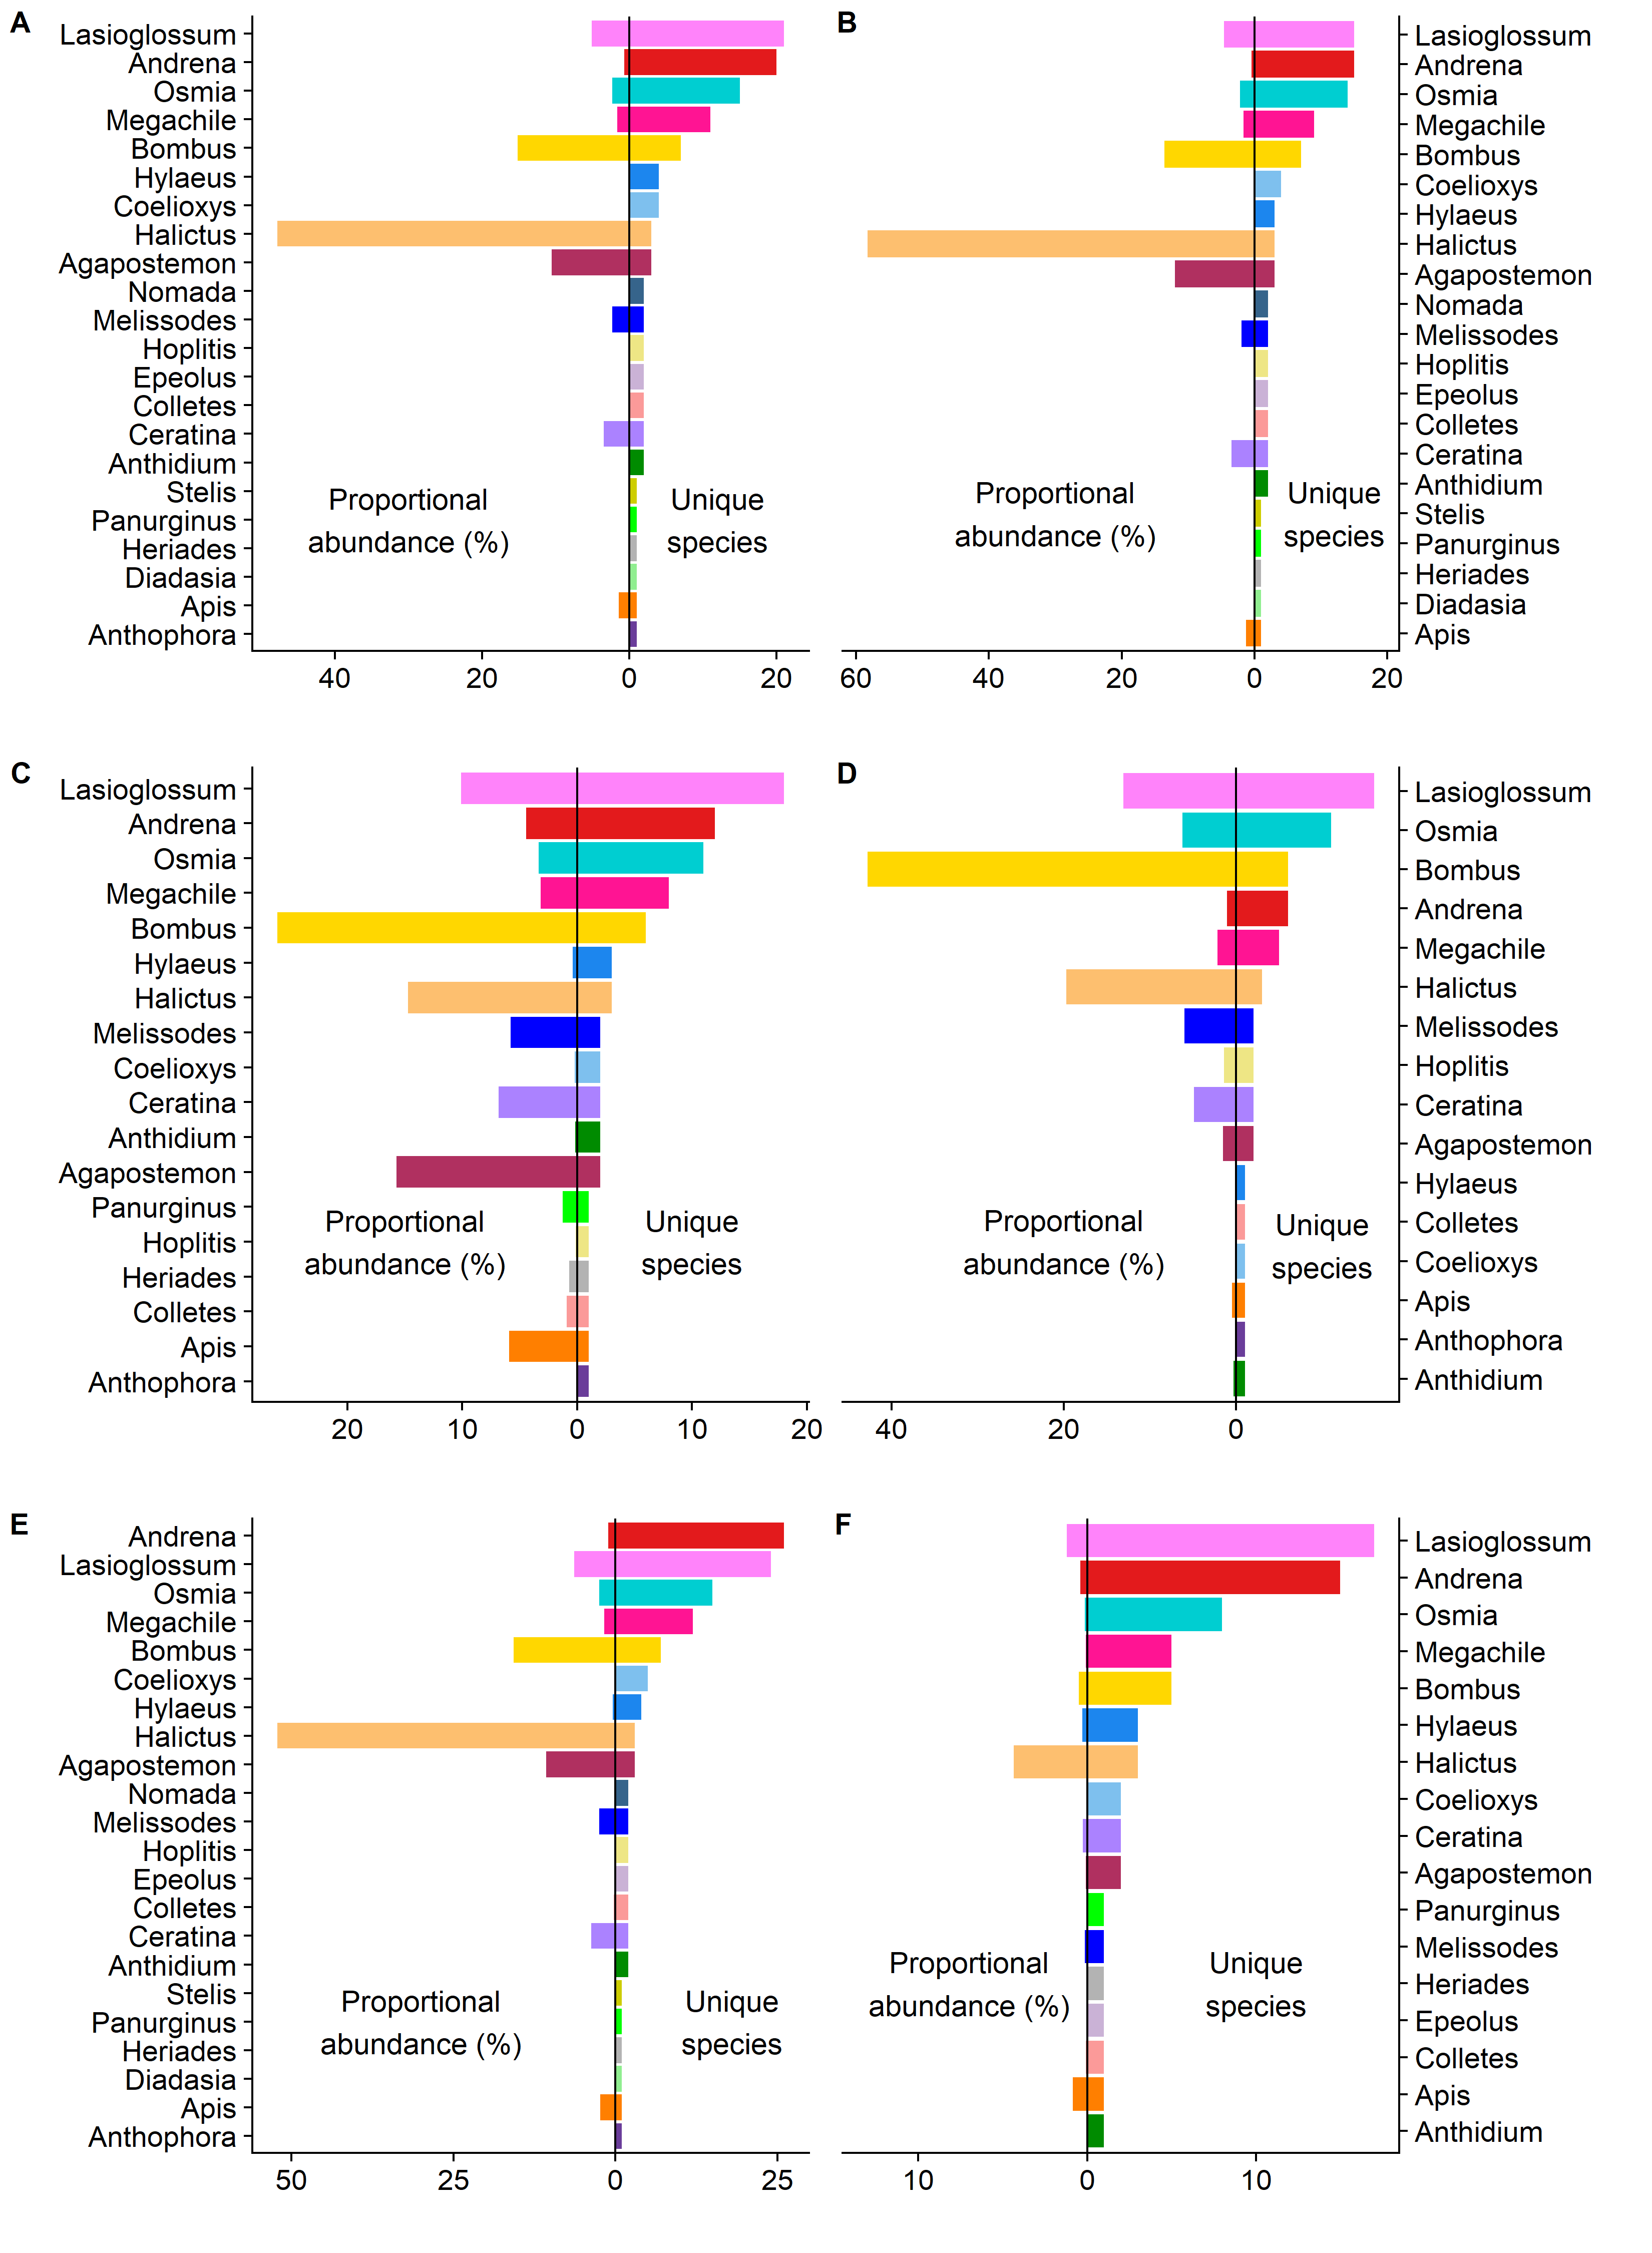 A
Lasioglossum
Andrena
Osmia
Megachile
Bombus
Hylaeus
Coelioxys
Halictus
Agapostemon
Nomada
Melissodes
Hoplitis
Epeolus
Colletes
Ceratina
Anthidium
Stelis
Panurginus
Heriades
Diadasia
Apis
Anthophora
Proportional
abundance (%)
Unique
species
40 20 0 20
B
Lasioglossum
Andrena
Osmia
Megachile
Bombus
Coelioxys
Hylaeus
Halictus
Agapostemon
Nomada
Melissodes
Hoplitis
Epeolus
Colletes
Ceratina
Anthidium
Stelis
Panurginus
Heriades
Diadasia
Apis
Proportional
abundance (%)
Unique
species
60 40 20 0 20
C
Lasioglossum
Andrena
Osmia
Megachile
Bombus
Hylaeus
Halictus
Melissodes
Coelioxys
Ceratina
Anthidium
Agapostemon
Panurginus
Hoplitis
Heriades
Colletes
Apis
Anthophora
Proportional
abundance (%)
Unique
species
20 10 0 10 20
D
Lasioglossum
Osmia
Bombus
Andrena
Megachile
Halictus
Melissodes
Hoplitis
Ceratina
Agapostemon
Hylaeus
Colletes
Coelioxys
Apis
Anthophora
Anthidium
Proportional
abundance (%)
Unique
species
40 20 0
E
Andrena
Lasioglossum
Osmia
Megachile
Bombus
Coelioxys
Hylaeus
Halictus
Agapostemon
Nomada
Melissodes
Hoplitis
Epeolus
Colletes
Ceratina
Anthidium
Stelis
Panurginus
Heriades
Diadasia
Apis
Anthophora
Proportional
abundance (%)
Unique
species
50 25 0 25
F
Lasioglossum
Andrena
Osmia
Megachile
Bombus
Hylaeus
Halictus
Coelioxys
Ceratina
Agapostemon
Panurginus
Melissodes
Heriades
Epeolus
Colletes
Apis
Anthidium
Proportional
abundance (%)
Unique
species
10 0 10